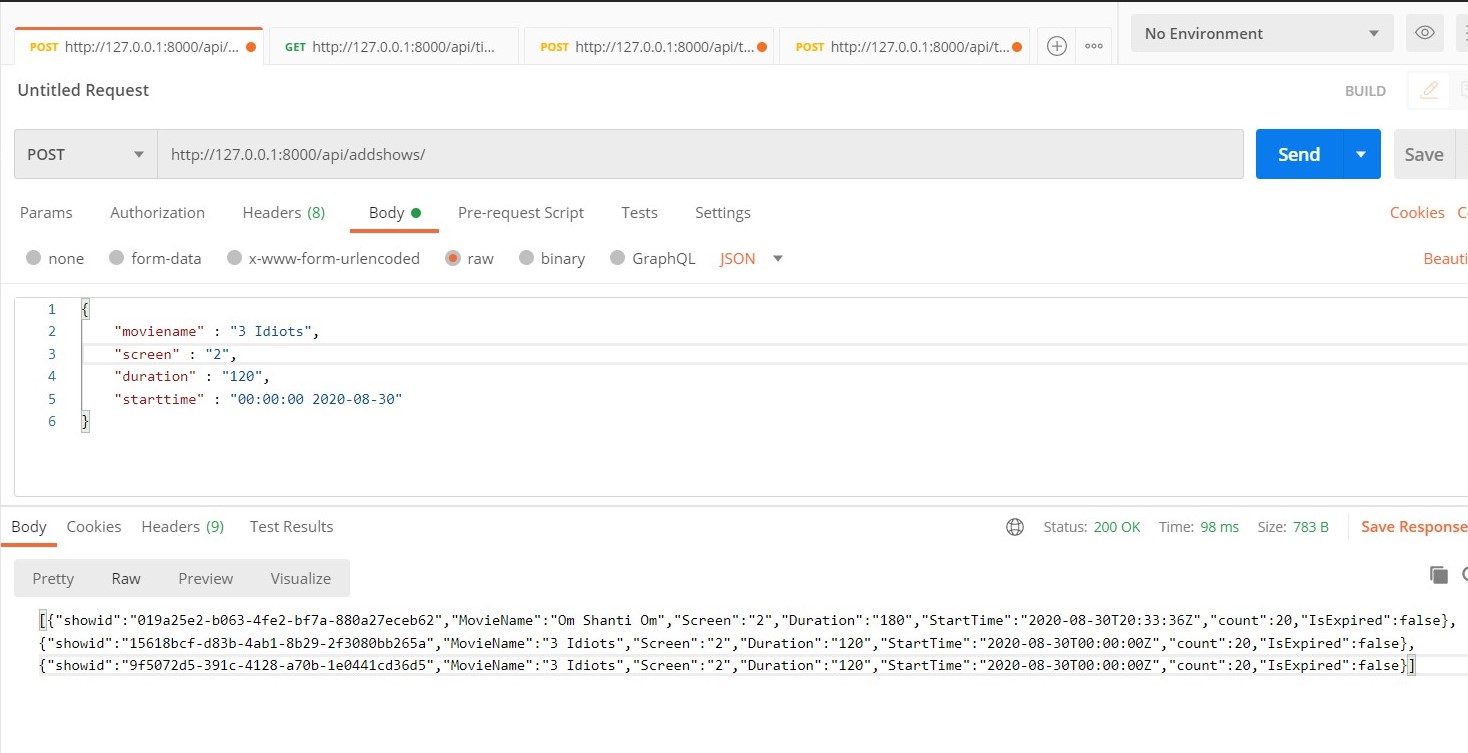 POST http://127.0.0.1:8000/api/... GET http://127.0.0.1:8000/api/ti... POST http://127.0.0.1:8000/api/t... POST http://127.0.0.1:8000/api/t... No Environment
Untitled Request BUILD
POST http://127.0.0.1:8000/api/addshows/ Send Save
Params Authorization Headers (8) Body Pre-request Script Tests Settings Cookies
none form-data x-www-form-urlencoded raw binary GraphQL JSON Beauti
1 {
2 "moviename" : "3 Idiots",
3 "screen" : "2",
4 "duration" : "120",
5 "starttime" : "00:00:00 2020-08-30"
6 }
Body Cookies Headers (9) Test Results Status: 200 OK Time: 98 ms Size: 783 B Save Response
Pretty Raw Preview Visualize
[{"showid":"019a25e2-b063-4fe2-bf7a-880a27eceb62","MovieName":"Om Shanti Om","Screen":"2","Duration":"180","StartTime":"2020-08-30T20:33:36Z","count":20,"IsExpired":false},
{"showid":"15618bcf-d83b-4ab1-8b29-2f3080bb265a","MovieName":"3 Idiots","Screen":"2","Duration":"120","StartTime":"2020-08-30T00:00:00Z","count":20,"IsExpired":false},
{"showid":"9f5072d5-391c-4128-a70b-1e0441cd36d5","MovieName":"3 Idiots","Screen":"2","Duration":"120","StartTime":"2020-08-30T00:00:00Z","count":20,"IsExpired":false}]